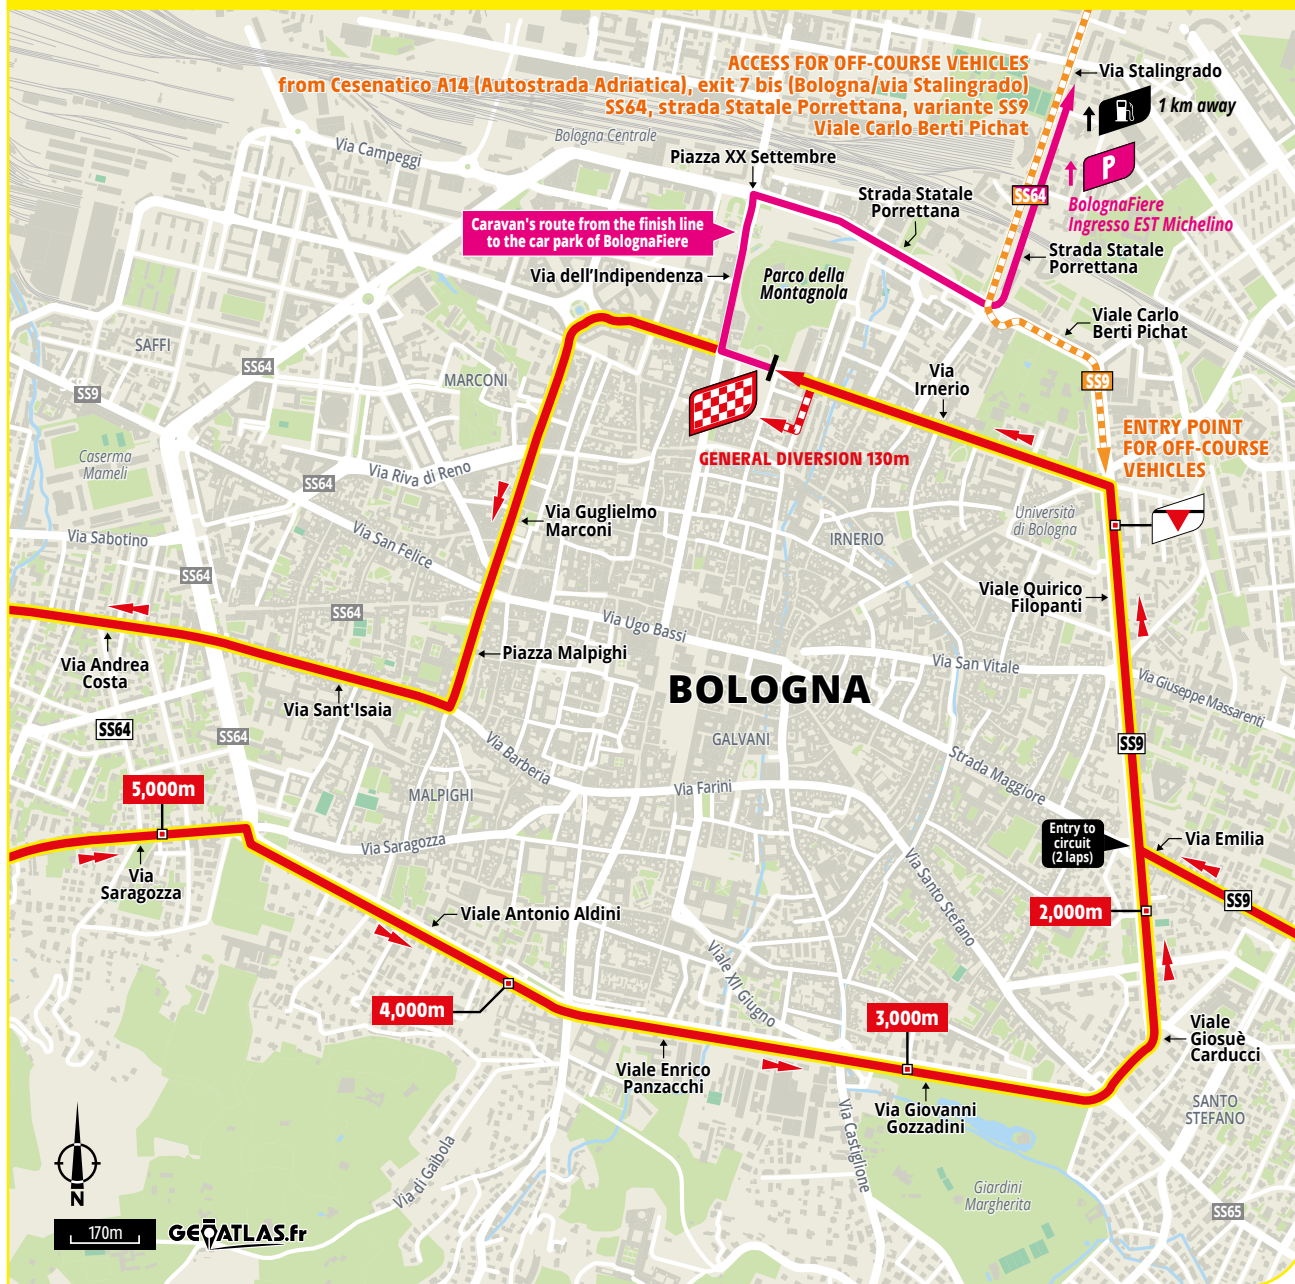 ACCESS FOR OFF-COURSE VEHICLES
from Cesenatico A14 (Autostrada Adriatica), exit 7 bis (Bologna/via Stalingrado)
SS64, strada Statale Porrettana, variante SS9
Viale Carlo Berti Pichat
Via Stalingrado
1 km away
P
BolognaFiere
Ingresso EST Michelino
SS64
Bologna Centrale
Via Campeggi
Piazza XX Settembre
Strada Statale
Porrettana
Caravan's route from the finish line
to the car park of BolognaFiere
Via dell'Indipendenza
Parco della
Montagnola
Strada Statale
Porrettana
Viale Carlo
Berti Pichat
SAFFI
SS64
SS9
MARCONI
Via
Irnerio
SS9
ENTRY POINT
FOR OFF-COURSE
VEHICLES
GENERAL DIVERSION 130m
Caserma
Mameli
SS64
Via Riva di Reno
Via Guglielmo
Marconi
Università
di Bologna
IRNERIO
Via Sabotino
Via San Felice
SS64
SS64
Viale Quirico
Filopanti
Via Ugo Bassi
Via Andrea
Costa
Piazza Malpighi
Via San Vitale
BOLOGNA
Via Giuseppe Massarenti
Via Sant'Isaia
SS64
SS64
GALVANI
SS9
Via Barberia
Strada Maggiore
5,000m
MALPIGHI
Via Farini
Entry to
circuit
(2 laps)
Via Emilia
Via Saragozza
Via
Saragozza
Via Santo Stefano
SS9
2,000m
Viale Antonio Aldini
Viale XII Giugno
4,000m
3,000m
Viale
Giosuè
Carducci
Viale Enrico
Panzacchi
Via Giovanni
Gozzadini
SANTO
STEFANO
Via Castiglione
Via di Gaibola
Giardini
Margherita
SS65
N
170m
GEOATLAS.fr